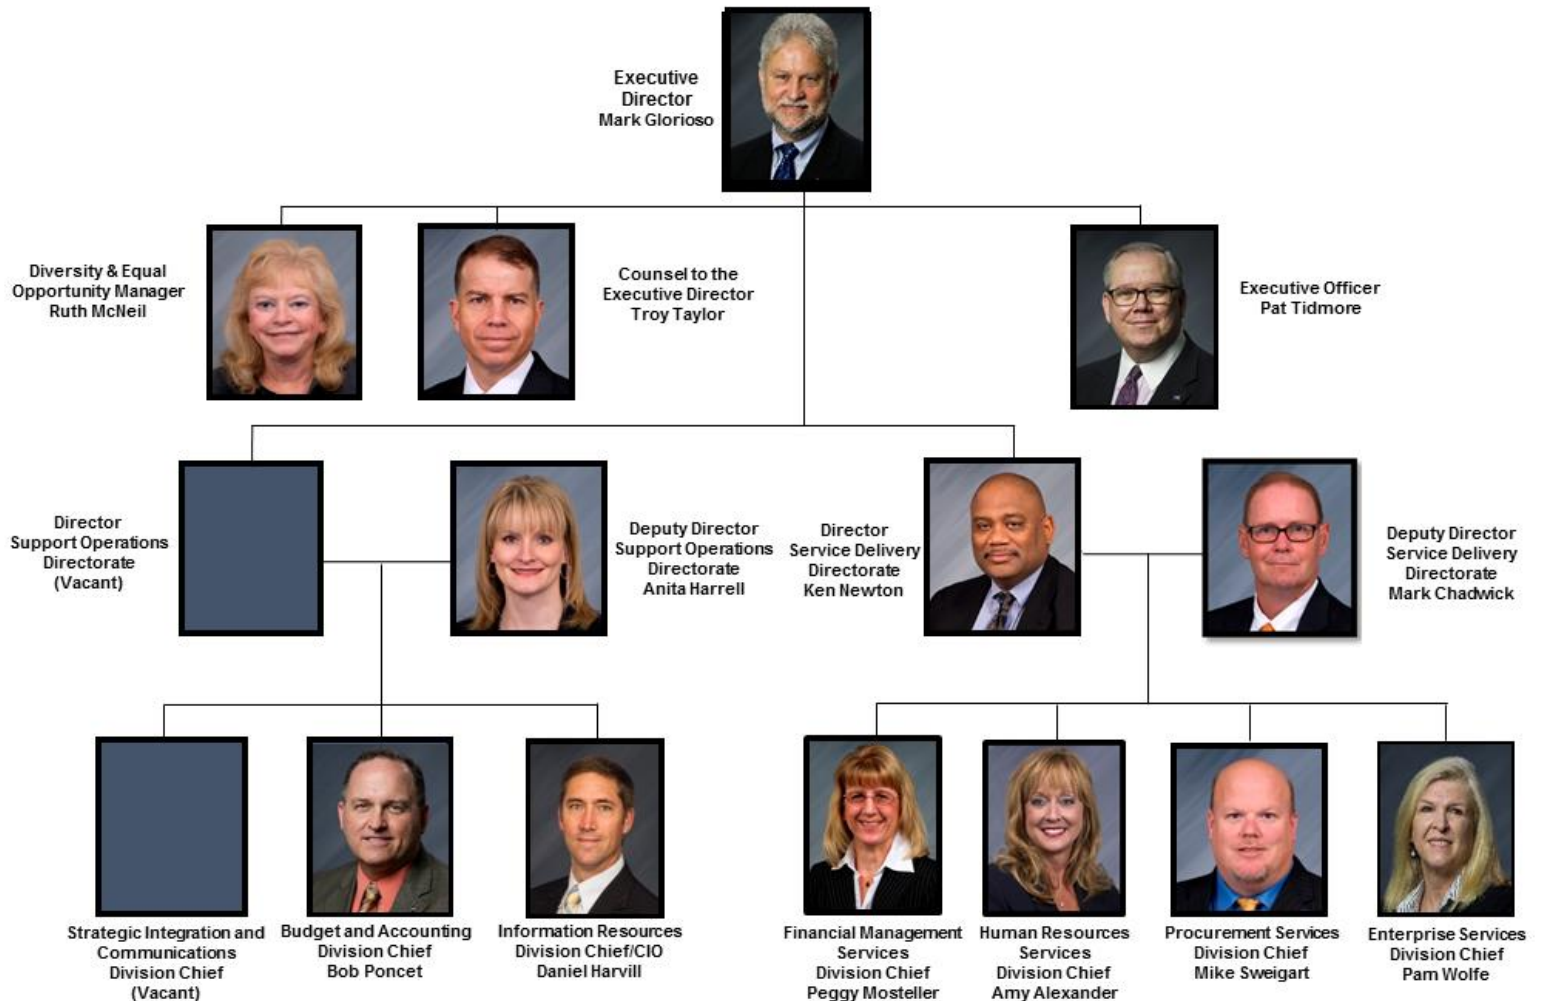 Executive
Director
Mark Glorioso
Diversity & Equal
Opportunity Manager
Ruth McNeil
Counsel to the
Executive Director
Troy Taylor
Executive Officer
Pat Tidmore
Director
Support Operations
Directorate
(Vacant)
Deputy Director
Support Operations
Directorate
Anita Harrell
Director
Service Delivery
Directorate
Ken Newton
Deputy Director
Service Delivery
Directorate
Mark Chadwick
Strategic Integration and
Communications
Division Chief
(Vacant)
Budget and Accounting
Division Chief
Bob Poncet
Information Resources
Division Chief/CIO
Daniel Harvill
Financial Management
Services
Division Chief
Peggy Mosteller
Human Resources
Services
Division Chief
Amy Alexander
Procurement Services
Division Chief
Mike Sweigart
Enterprise Services
Division Chief
Pam Wolfe